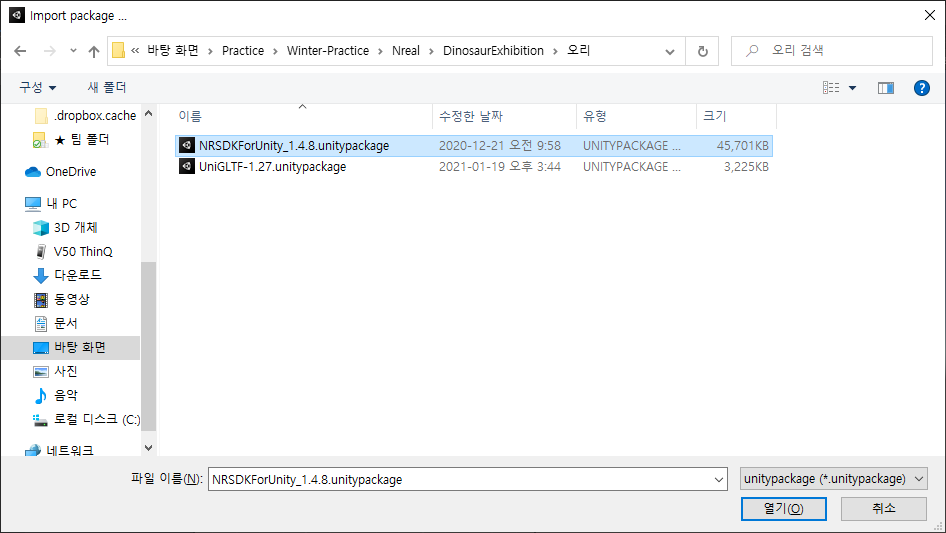 Import package ...
« 바탕 화면 › Practice › Winter-Practice › Nreal › DinosaurExhibition › 오리
오리 검색
구성 새 폴더
이름 수정한 날짜 유형 크기
NRSDKForUnity_1.4.8.unitypackage 2020-12-21 오전 9:58 UNITYPACKAGE ... 45,701KB
UniGLTF-1.27.unitypackage 2021-01-19 오후 3:44 UNITYPACKAGE ... 3,225KB
.dropbox.cache
★ 팀 폴더
OneDrive
내 PC
3D 개체
V50 ThinQ
다운로드
동영상
문서
바탕 화면
사진
음악
로컬 디스크 (C:)
네트워크
파일 이름(N): NRSDKForUnity_1.4.8.unitypackage unitypackage (*.unitypackage)
열기(O) 취소